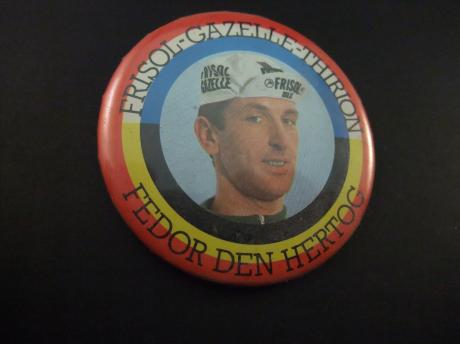 FRISOL-GAZELLE-THIRION
FRISOL
GAZELLE
FRISOL
FEDOR DEN HERTOG